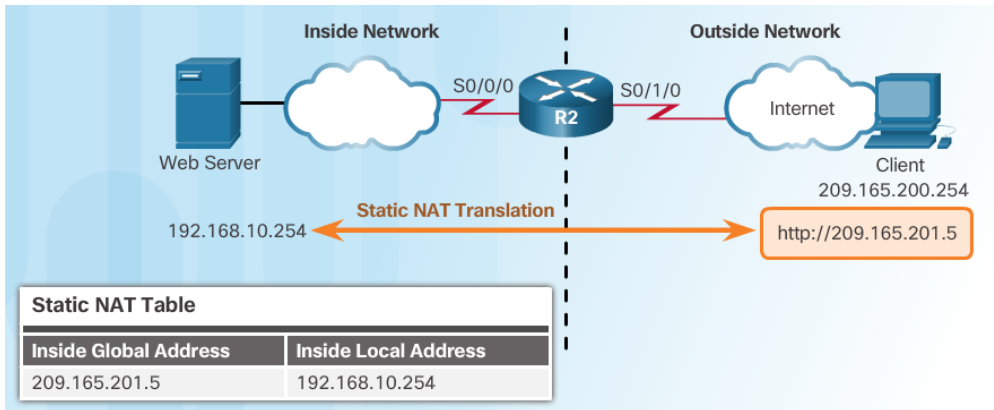 Inside Network
Outside Network
S0/0/0
S0/1/0
R2
Internet
Web Server
Client
209.165.200.254
Static NAT Translation
192.168.10.254
http://209.165.201.5
Static NAT Table
Inside Global Address Inside Local Address
209.165.201.5 192.168.10.254